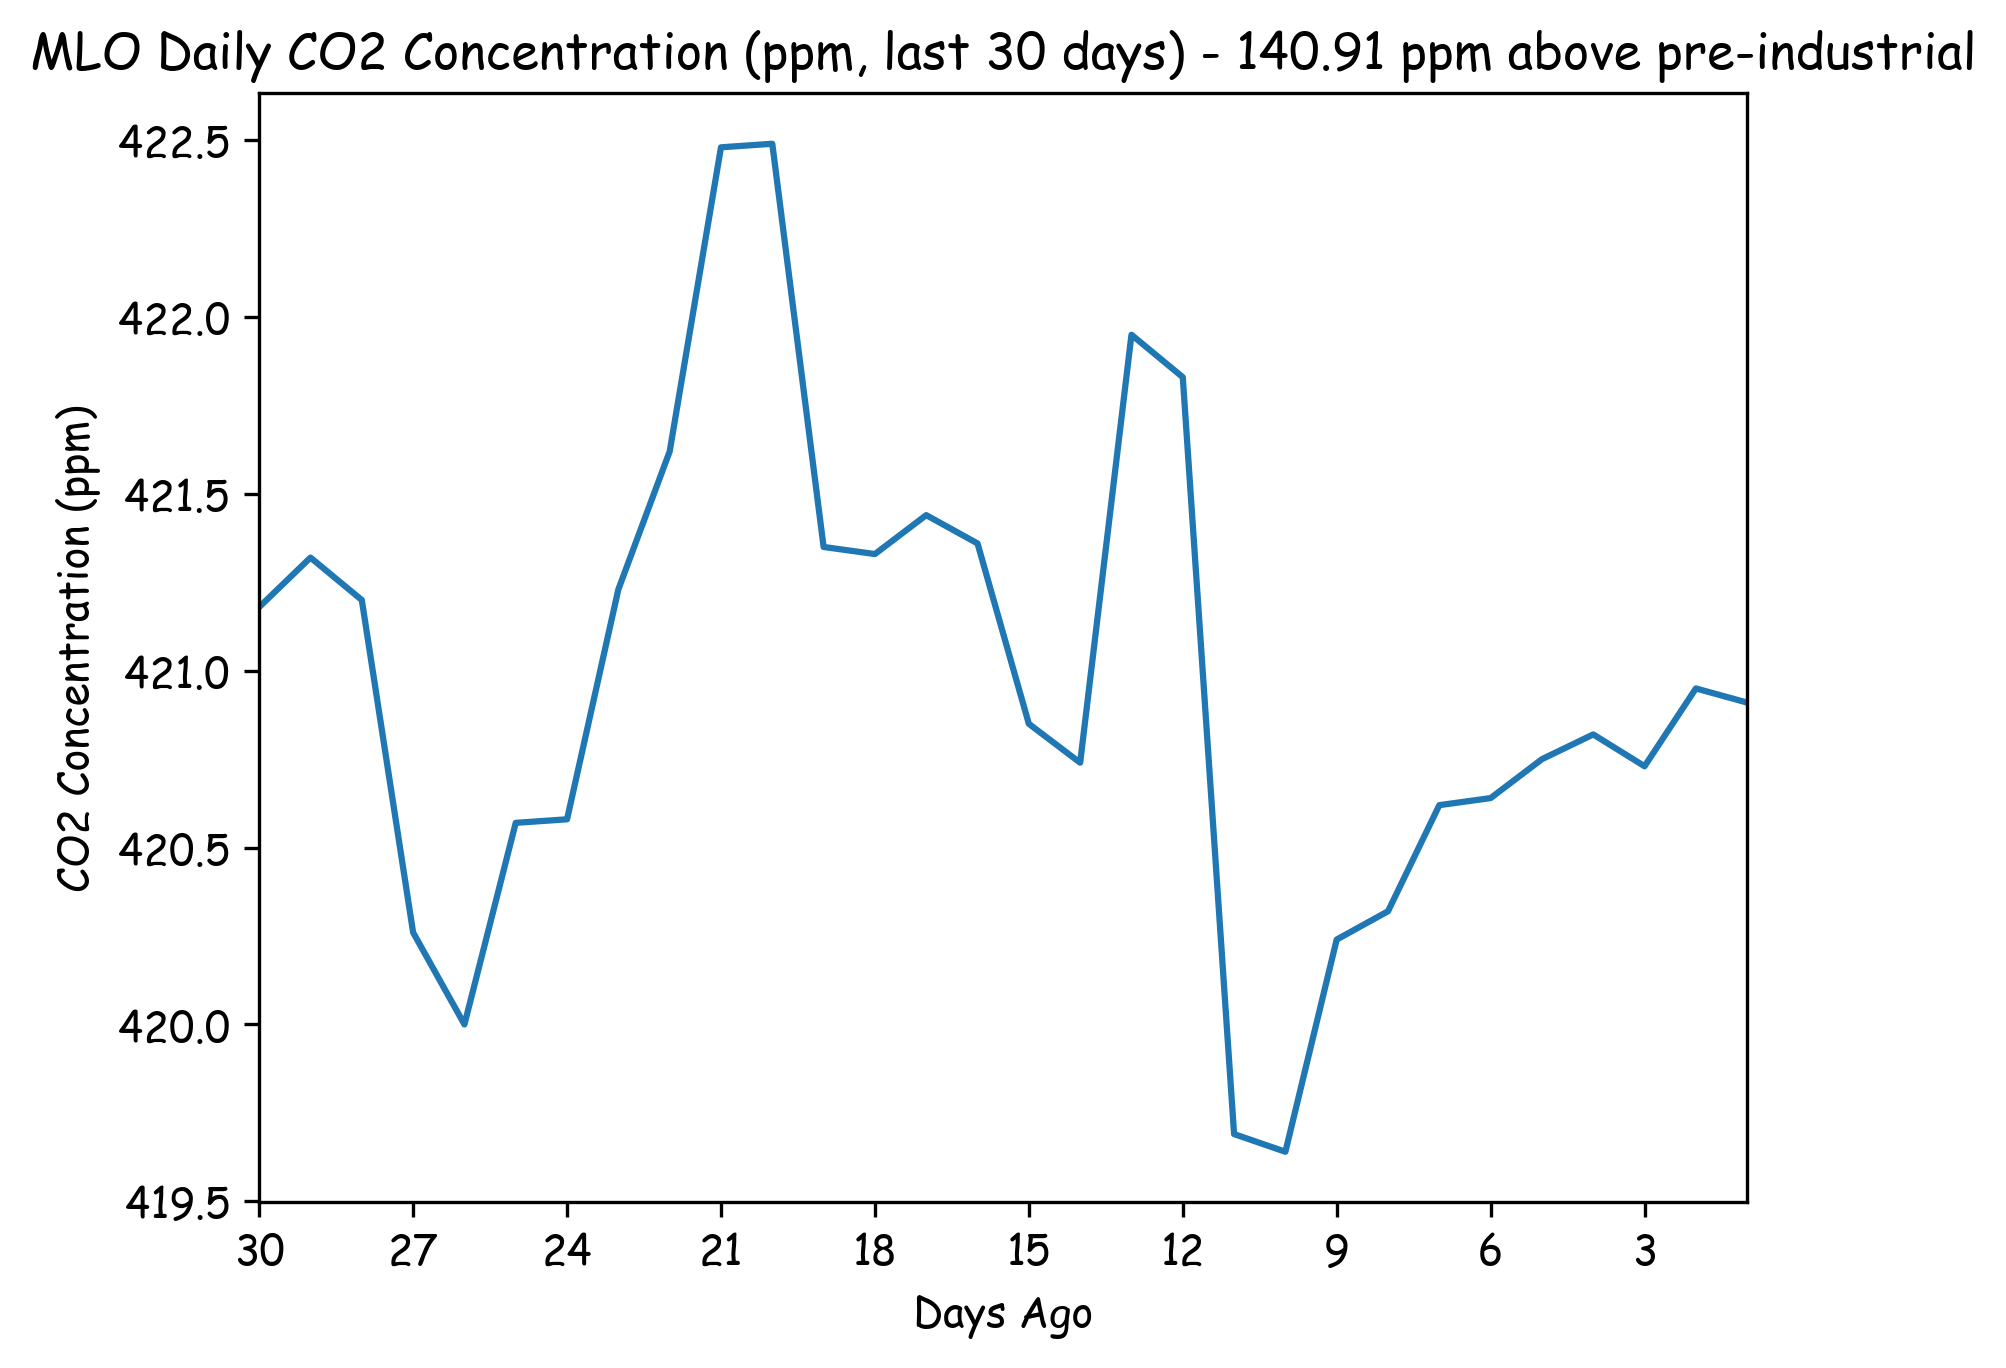 MLO Daily CO2 Concentration (ppm, last 30 days) - 140.91 ppm above pre-industrial
CO2 Concentration (ppm)
422.5
422.0
421.5
421.0
420.5
420.0
419.5
30 27 24 21 18 15 12 9 6 3
Days Ago